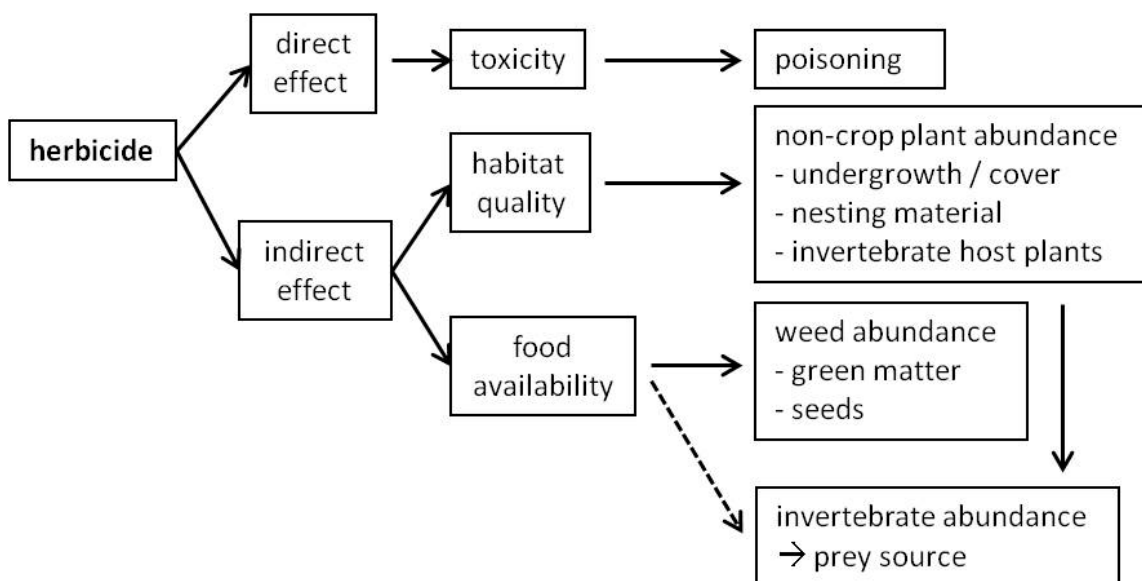 herbicide
direct
effect
toxicity
poisoning
indirect
effect
habitat
quality
non-crop plant abundance
- undergrowth / cover
- nesting material
- invertebrate host plants
food
availability
weed abundance
- green matter
- seeds
invertebrate abundance
→ prey source